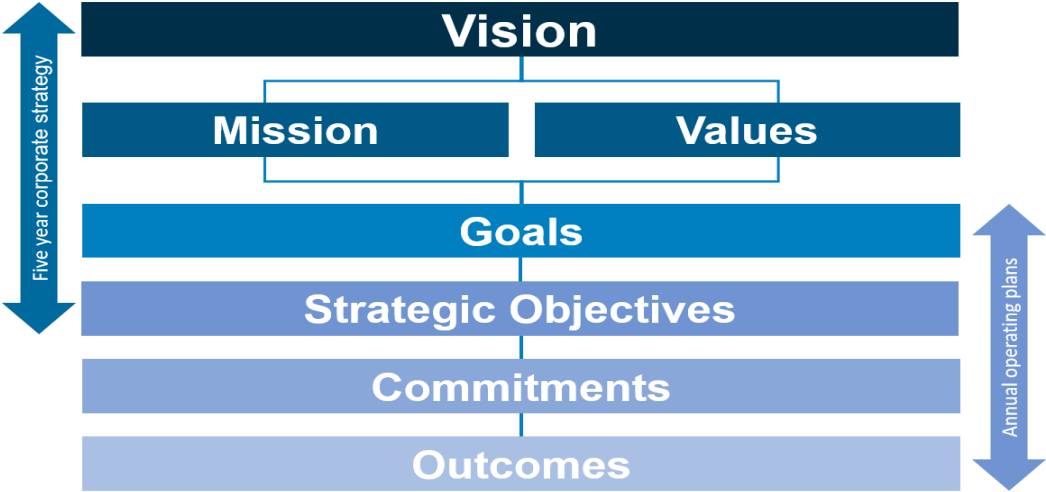 Vision
Five year corporate strategy
Mission
Values
Goals
Strategic Objectives
Annual operating plans
Commitments
Outcomes